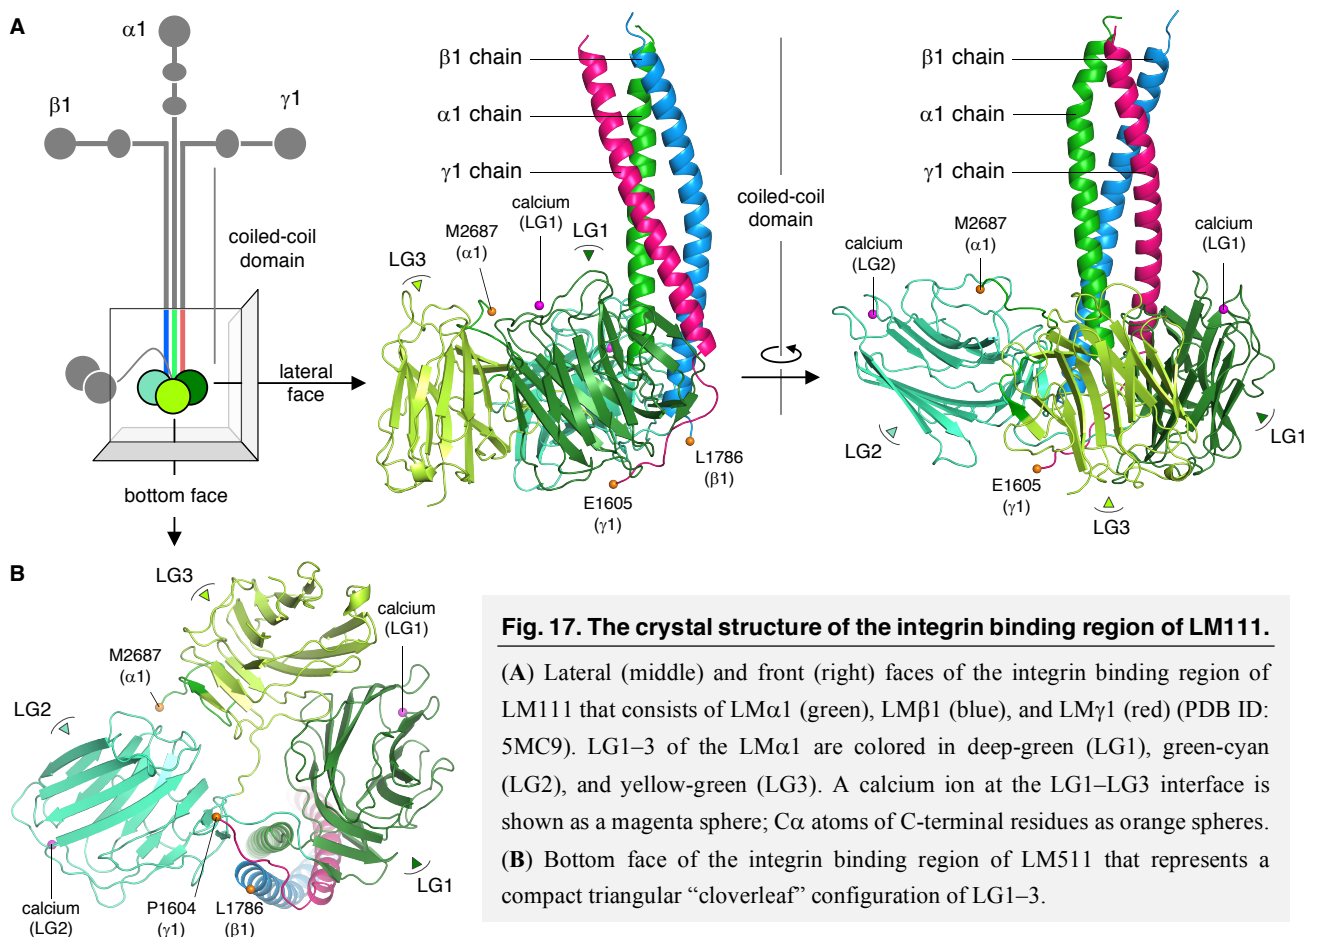 A
α1
β1
γ1
coiled-coil
domain
lateral
face
bottom face
β1 chain
α1 chain
γ1 chain
calcium
(LG1)
M2687
(α1)
LG1
LG3
L1786
(β1)
E1605
(γ1)
coiled-coil
domain
β1 chain
α1 chain
γ1 chain
M2687
(α1)
calcium
(LG2)
calcium
(LG1)
LG2
LG1
E1605
(γ1)
LG3
B
LG3
calcium
(LG1)
M2687
(α1)
LG2
LG1
calcium
(LG2)
P1604
(γ1)
L1786
(β1)
Fig. 17. The crystal structure of the integrin binding region of LM111.
(A) Lateral (middle) and front (right) faces of the integrin binding region of
LM111 that consists of LMα1 (green), LMβ1 (blue), and LMγ1 (red) (PDB ID:
5MC9). LG1–3 of the LMα1 are colored in deep-green (LG1), green-cyan
(LG2), and yellow-green (LG3). A calcium ion at the LG1–LG3 interface is
shown as a magenta sphere; Cα atoms of C-terminal residues as orange spheres.
(B) Bottom face of the integrin binding region of LM511 that represents a
compact triangular “cloverleaf” configuration of LG1–3.